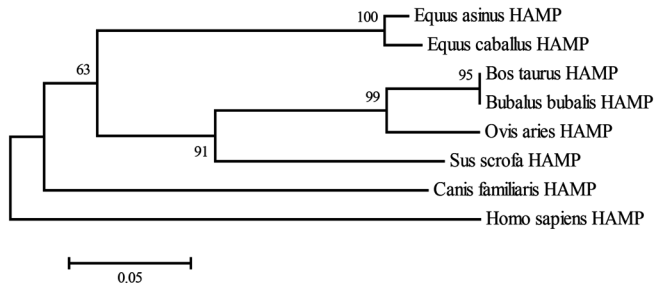 100 Equus asinus HAMP
Equus caballus HAMP
63
95 Bos taurus HAMP
Bubalus bubalis HAMP
99
Ovis aries HAMP
91
Sus scrofa HAMP
Canis familiaris HAMP
Homo sapiens HAMP
0.05